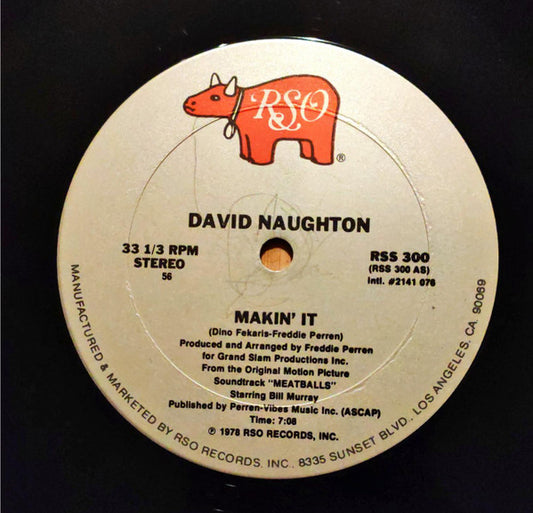 RSO
®
DAVID NAUGHTON
33 1/3 RPM
STEREO
56
RSS 300
(RSS 300 AS)
Intl. #2141 076
MAKIN' IT
(Dino Fekaris-Freddie Perren)
Produced and Arranged by Freddie Perren
for Grand Slam Productions Inc.
From the Original Motion Picture
Soundtrack "MEATBALLS"
Starring Bill Murray
Published by Perren-Vibes Music Inc. (ASCAP)
Time: 7:08
℗ 1978 RSO RECORDS, INC.
MANUFACTURED & MARKETED BY RSO RECORDS, INC., 8335 SUNSET BLVD., LOS ANGELES, CA. 90069